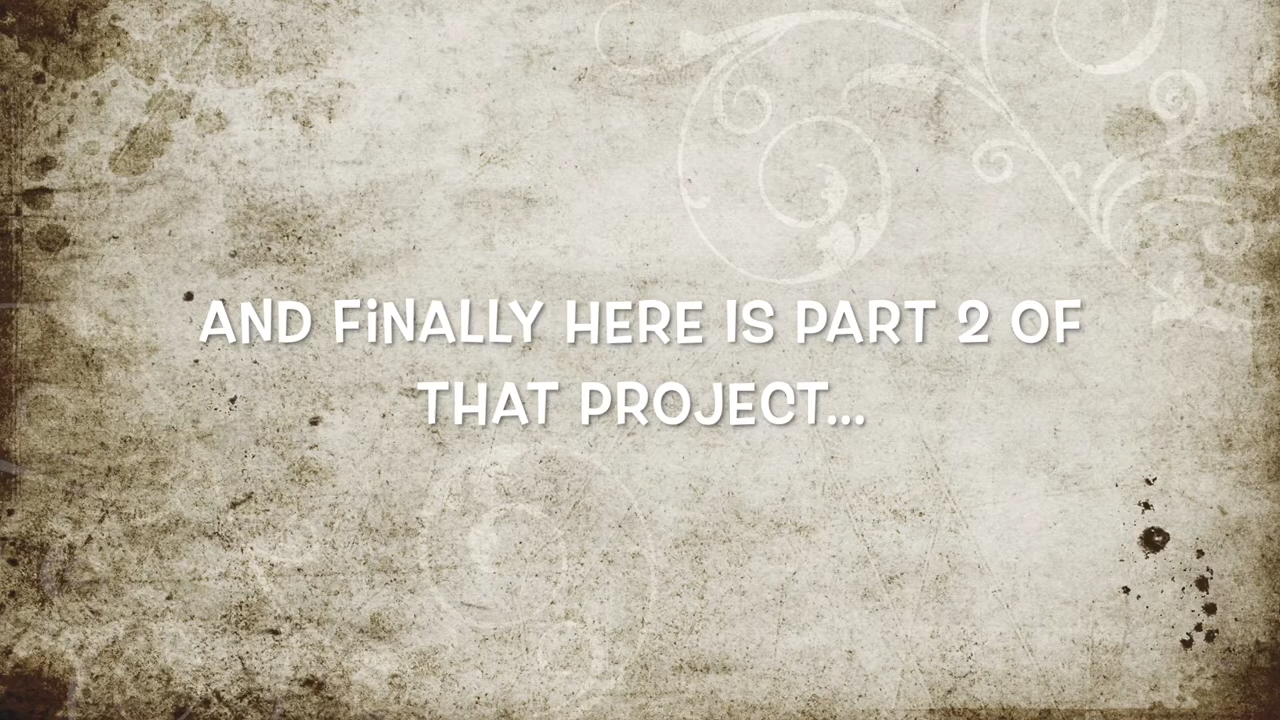 AND FiNALLY HERE IS PART 2 OF
THAT PROJECT...